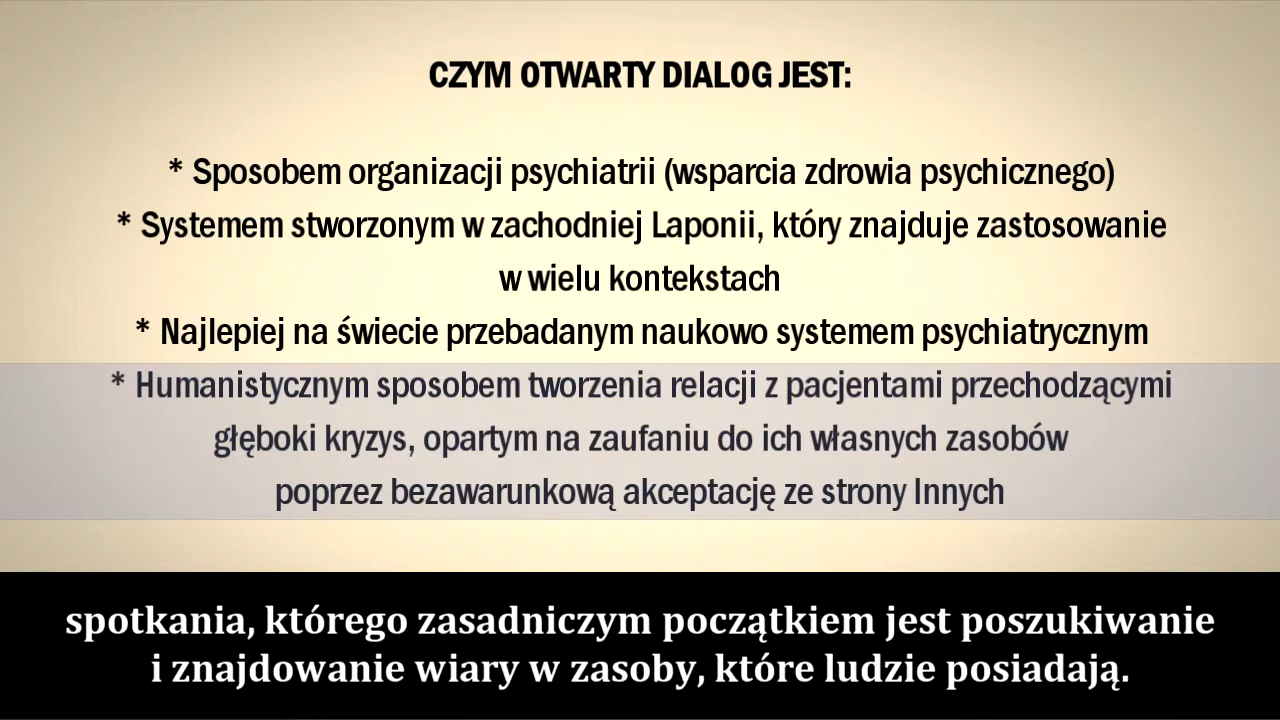 CZYM OTWARTY DIALOG JEST:
* Sposobem organizacji psychiatrii (wsparcia zdrowia psychicznego)
* Systemem stworzonym w zachodniej Laponii, który znajduje zastosowanie
w wielu kontekstach
* Najlepiej na świecie przebadanym naukowo systemem psychiatrycznym
* Humanistycznym sposobem tworzenia relacji z pacjentami przechodzącymi
głęboki kryzys, opartym na zaufaniu do ich własnych zasobów
poprzez bezawarunkową akceptację ze strony Innych
spotkania, którego zasadniczym początkiem jest poszukiwanie
i znajdowanie wiary w zasoby, które ludzie posiadają.